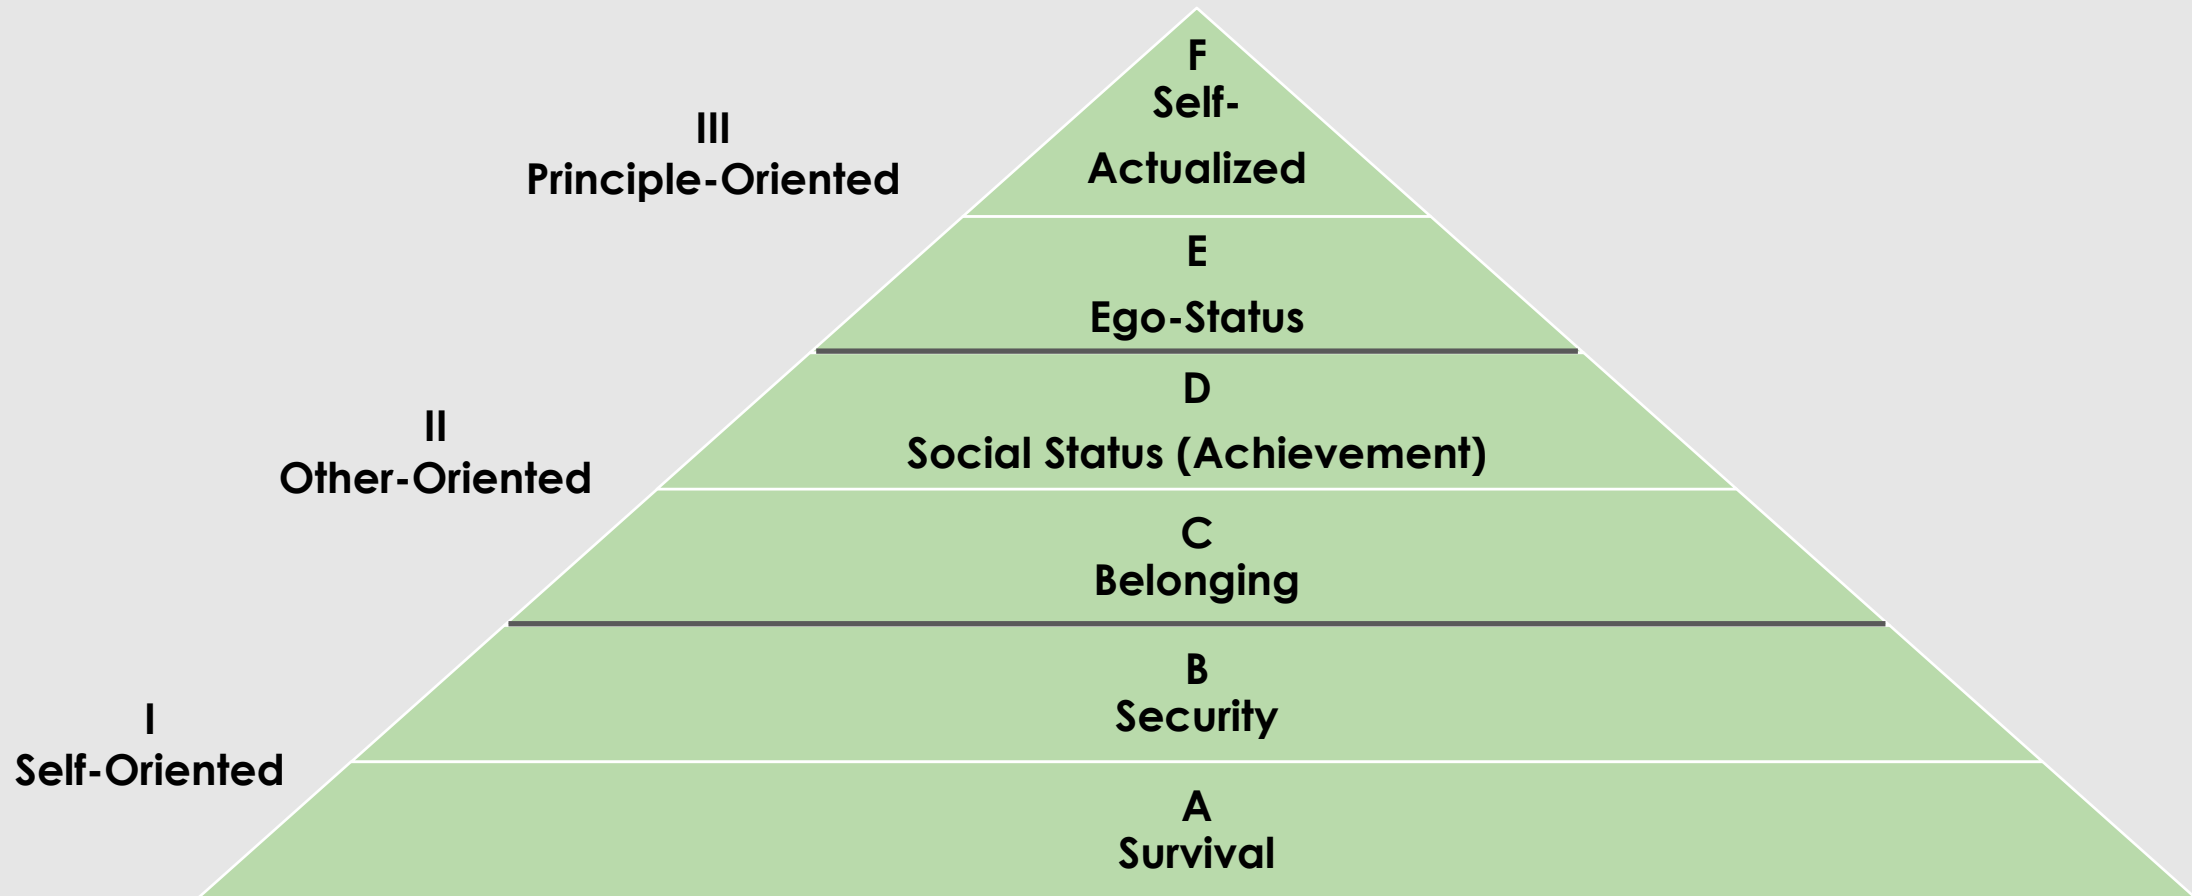 F
Self-
Actualized
III
Principle-Oriented
E
Ego-Status
D
Social Status (Achievement)
II
Other-Oriented
C
Belonging
B
Security
I
Self-Oriented
A
Survival